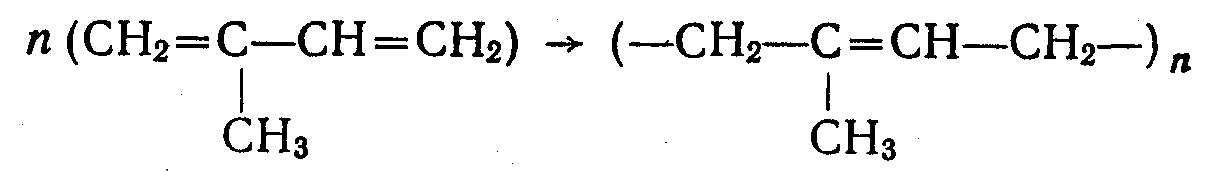 n (CH₂=C—CH=CH₂) → (—CH₂—C=CH—CH₂—)ₙ
| |
CH₃ CH₃